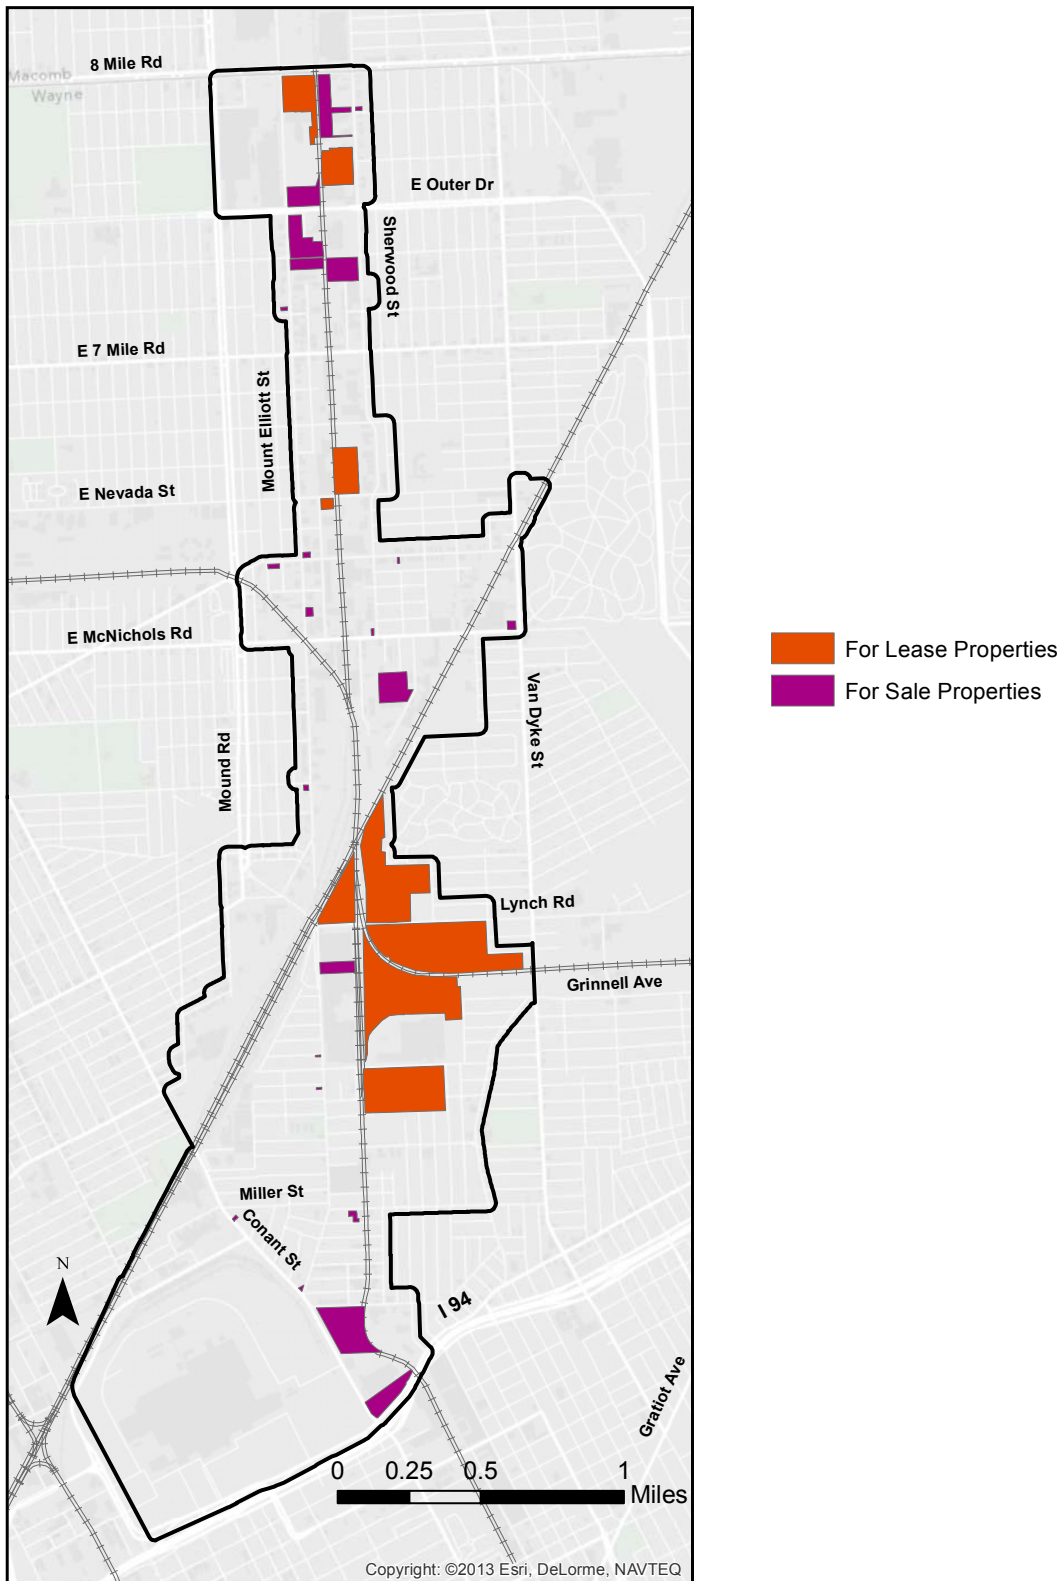 8 Mile Rd
Macomb
Wayne
E Outer Dr
Sherwood St
E 7 Mile Rd
Mount Elliott St
E Nevada St
E McNichols Rd
For Lease Properties
For Sale Properties
Van Dyke St
Mound Rd
Lynch Rd
Grinnell Ave
Miller St
Conant St
N
I 94
Gratiot Ave
0 0.25 0.5 1
Miles
Copyright: ©2013 Esri, DeLorme, NAVTEQ